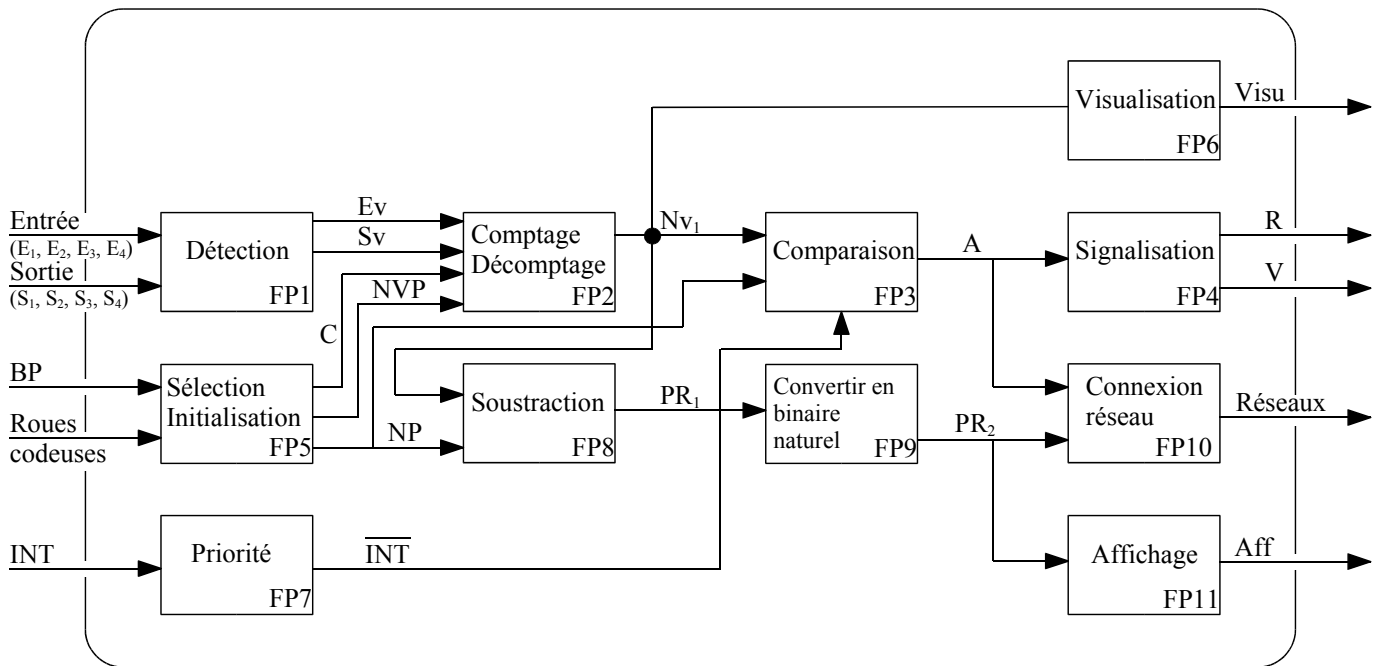 Visualisation
FP6
Visu
Entrée
(E₁, E₂, E₃, E₄)
Sortie
(S₁, S₂, S₃, S₄)
Détection
FP1
Ev
Sv
C
NVP
Comptage
Décomptage
FP2
Nv₁
Comparaison
FP3
A
Signalisation
FP4
R
V
BP
Roues
codeuses
Sélection
Initialisation
FP5
NP
Soustraction
FP8
PR₁
Convertir en
binaire
naturel
FP9
PR₂
Connexion
réseau
FP10
Réseaux
INT
Priorité
FP7
I̅N̅T̅
Affichage
FP11
Aff